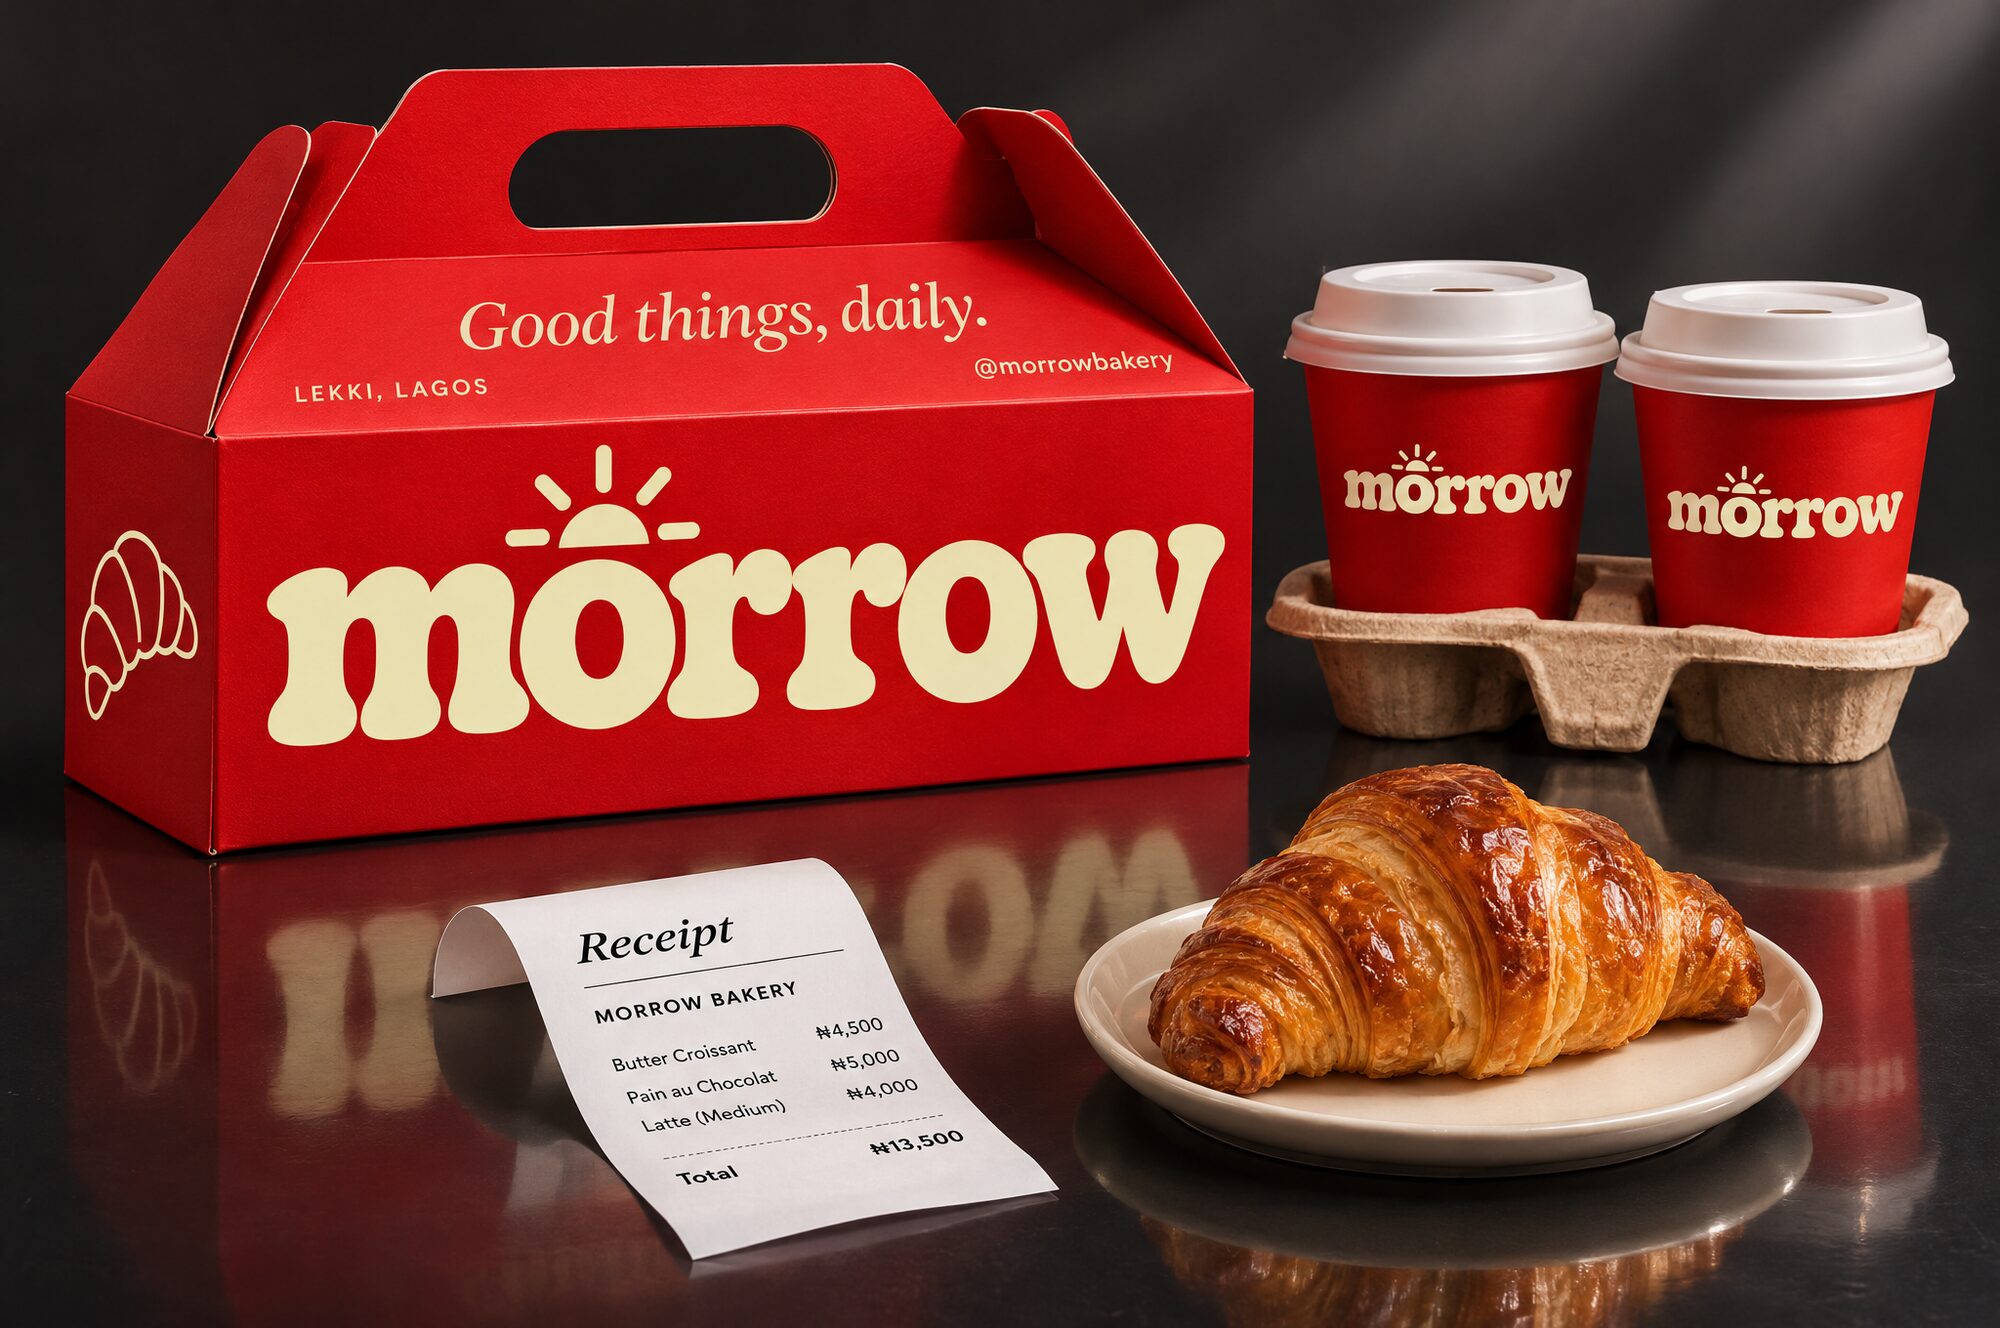 Good things, daily.
LEKKI, LAGOS
@morrowbakery
morrow
morrow
morrow
Receipt
MORROW BAKERY
Butter Croissant ₦4,500
Pain au Chocolat ₦5,000
Latte (Medium) ₦4,000
Total ₦13,500